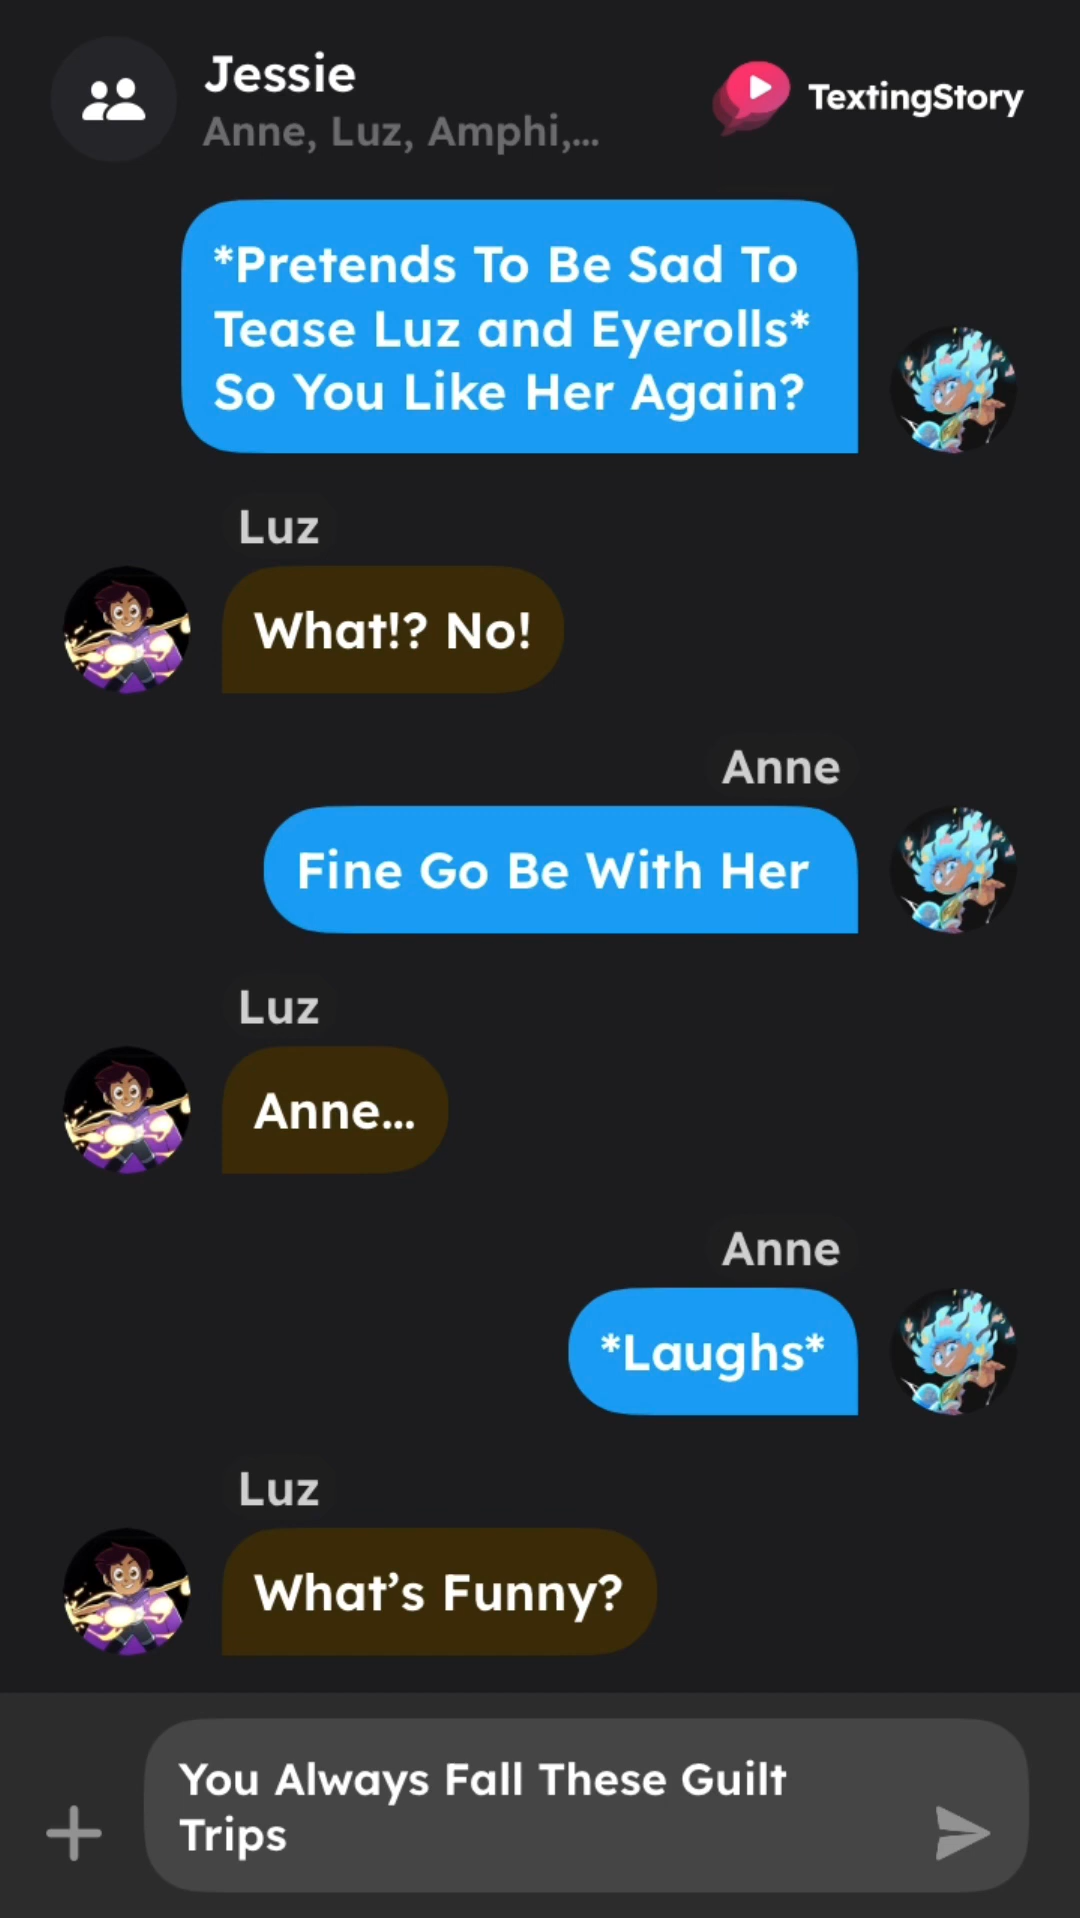 Jessie
Anne, Luz, Amphi,...
TextingStory
*Pretends To Be Sad To
Tease Luz and Eyerolls*
So You Like Her Again?
Luz
What!? No!
Anne
Fine Go Be With Her
Luz
Anne...
Anne
*Laughs*
Luz
What’s Funny?
You Always Fall These Guilt
Trips